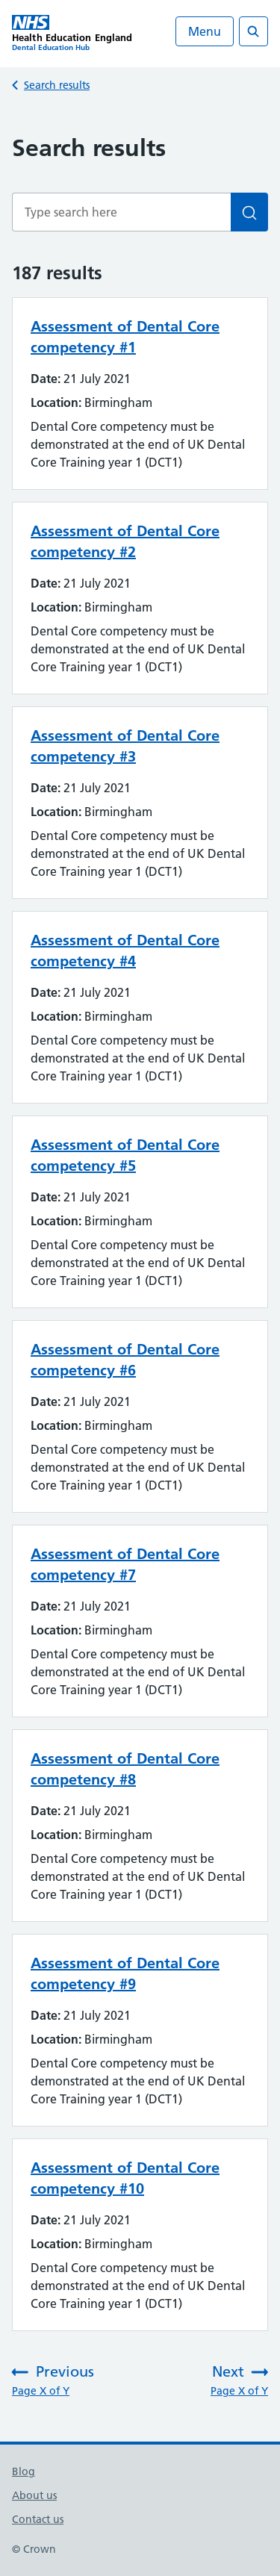 NHS
Health Education England
Dental Education Hub
Menu
Search results
Search results
Type search here
187 results
Assessment of Dental Core
competency #1
Date: 21 July 2021
Location: Birmingham
Dental Core competency must be
demonstrated at the end of UK Dental
Core Training year 1 (DCT1)
Assessment of Dental Core
competency #2
Date: 21 July 2021
Location: Birmingham
Dental Core competency must be
demonstrated at the end of UK Dental
Core Training year 1 (DCT1)
Assessment of Dental Core
competency #3
Date: 21 July 2021
Location: Birmingham
Dental Core competency must be
demonstrated at the end of UK Dental
Core Training year 1 (DCT1)
Assessment of Dental Core
competency #4
Date: 21 July 2021
Location: Birmingham
Dental Core competency must be
demonstrated at the end of UK Dental
Core Training year 1 (DCT1)
Assessment of Dental Core
competency #5
Date: 21 July 2021
Location: Birmingham
Dental Core competency must be
demonstrated at the end of UK Dental
Core Training year 1 (DCT1)
Assessment of Dental Core
competency #6
Date: 21 July 2021
Location: Birmingham
Dental Core competency must be
demonstrated at the end of UK Dental
Core Training year 1 (DCT1)
Assessment of Dental Core
competency #7
Date: 21 July 2021
Location: Birmingham
Dental Core competency must be
demonstrated at the end of UK Dental
Core Training year 1 (DCT1)
Assessment of Dental Core
competency #8
Date: 21 July 2021
Location: Birmingham
Dental Core competency must be
demonstrated at the end of UK Dental
Core Training year 1 (DCT1)
Assessment of Dental Core
competency #9
Date: 21 July 2021
Location: Birmingham
Dental Core competency must be
demonstrated at the end of UK Dental
Core Training year 1 (DCT1)
Assessment of Dental Core
competency #10
Date: 21 July 2021
Location: Birmingham
Dental Core competency must be
demonstrated at the end of UK Dental
Core Training year 1 (DCT1)
Previous
Page X of Y
Next
Page X of Y
Blog
About us
Contact us
© Crown